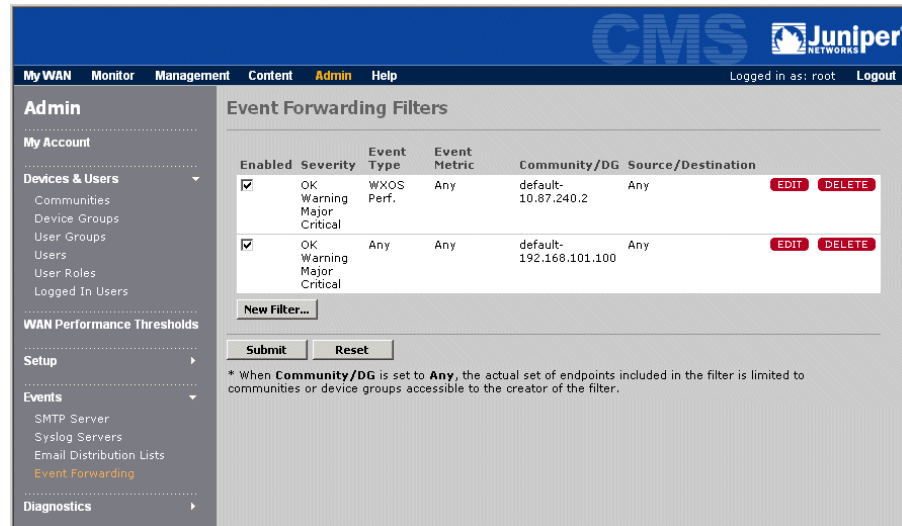 CMS
Juniper
NETWORKS
My WAN Monitor Management Content Admin Help Logged in as: root Logout
Admin
My Account
Devices & Users
Communities
Device Groups
User Groups
Users
User Roles
Logged In Users
WAN Performance Thresholds
Setup
Events
SMTP Server
Syslog Servers
Email Distribution Lists
Event Forwarding
Diagnostics
Event Forwarding Filters
Enabled Severity Event Type Event Metric Community/DG Source/Destination
OK WXOS Any default- Any EDIT DELETE
Warning Perf. 10.87.240.2
Major
Critical
OK Any Any default- Any EDIT DELETE
Warning 192.168.101.100
Major
Critical
New Filter...
Submit Reset
* When Community/DG is set to Any, the actual set of endpoints included in the filter is limited to
communities or device groups accessible to the creator of the filter.